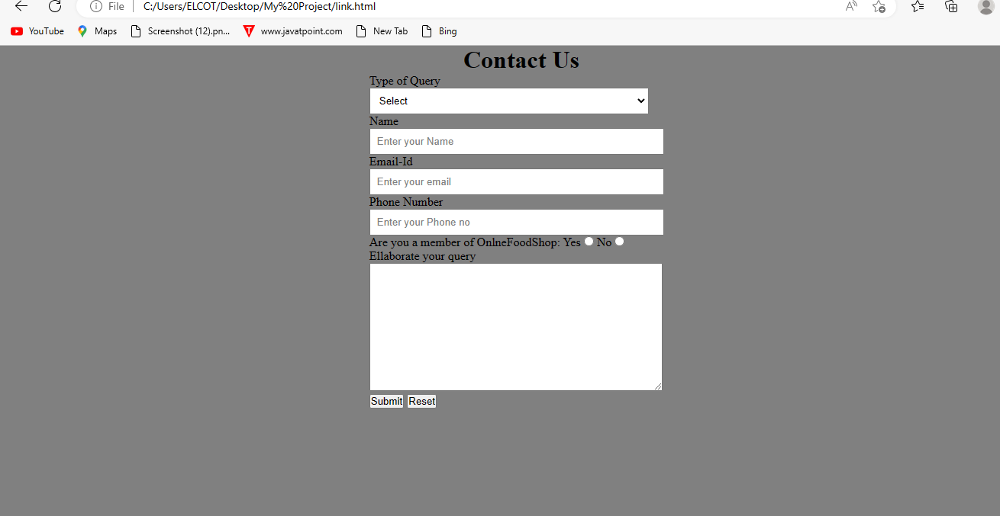 File C:/Users/ELCOT/Desktop/My%20Project/link.html
YouTube Maps Screenshot (12).pn... www.javatpoint.com New Tab Bing
Contact Us
Type of Query
Select
Name
Enter your Name
Email-Id
Enter your email
Phone Number
Enter your Phone no
Are you a member of OnlneFoodShop: Yes No
Ellaborate your query
Submit Reset